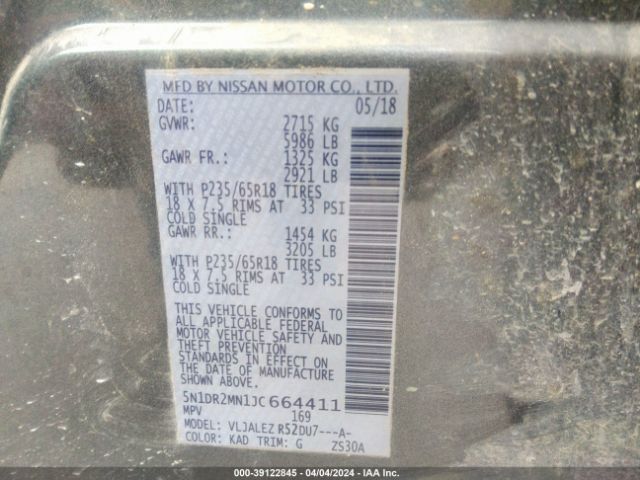 MFD BY NISSAN MOTOR CO., LTD.
DATE: 05/18
GVWR: 2715 KG
5986 LB
GAWR FR.: 1325 KG
2921 LB
WITH P235/65R18 TIRES
18 X 7.5 RIMS AT 33 PSI
COLD SINGLE
GAWR RR.: 1454 KG
3205 LB
WITH P235/65R18 TIRES
18 X 7.5 RIMS AT 33 PSI
COLD SINGLE
THIS VEHICLE CONFORMS TO
ALL APPLICABLE FEDERAL
MOTOR VEHICLE SAFETY AND
THEFT PREVENTION
STANDARDS IN EFFECT ON
THE DATE OF MANUFACTURE
SHOWN ABOVE.
5N1DR2MN1JC664411
MPV 169
VLJALEZ R52DU7---A-
COLOR: KAD TRIM: G ZS30A
000-39122845 - 04/04/2024 - IAA Inc.